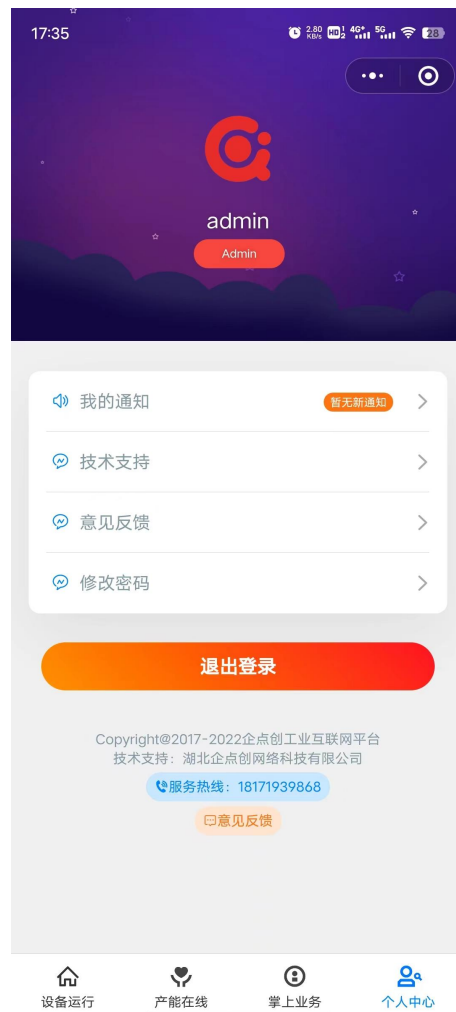 17:35
2.80 KB/s HD 1 2 4G+ 5G 28
admin
Admin
我的通知 暂无新通知
技术支持
意见反馈
修改密码
退出登录
Copyright@2017-2022企点创工业互联网平台
技术支持：湖北企点创网络科技有限公司
服务热线：18171939868
意见反馈
设备运行 产能在线 掌上业务 个人中心